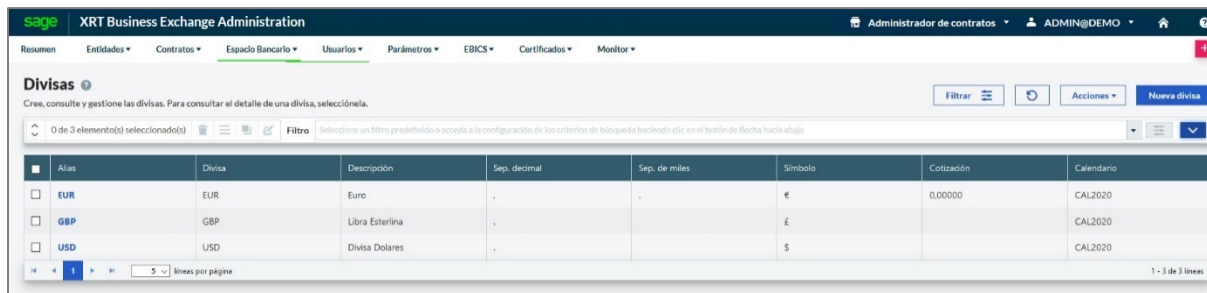 sage XRT Business Exchange Administration Administrador de contratos ADMIN@DEMO
Resumen Entidades Contratos Espacio Bancario Usuarios Parámetros EBICS Certificados Monitor
Divisas
Filtrar Acciones Nueva divisa
Cree, consulte y gestione las divisas. Para consultar el detalle de una divisa, selecciónela.
0 de 3 elemento(s) seleccionado(s) Filtro Seleccione un filtro predefinido o acceda a la configuración de los criterios de búsqueda haciendo clic en el botón de flecha hacia abajo
Alias Divisa Descripción Sep. decimal Sep. de miles Símbolo Cotización Calendario
EUR EUR Euro , . € 0,00000 CAL2020
GBP GBP Libra Esterlina , £ CAL2020
USD USD Divisa Dolares , $ CAL2020
1 5 líneas por página 1 - 3 de 3 líneas